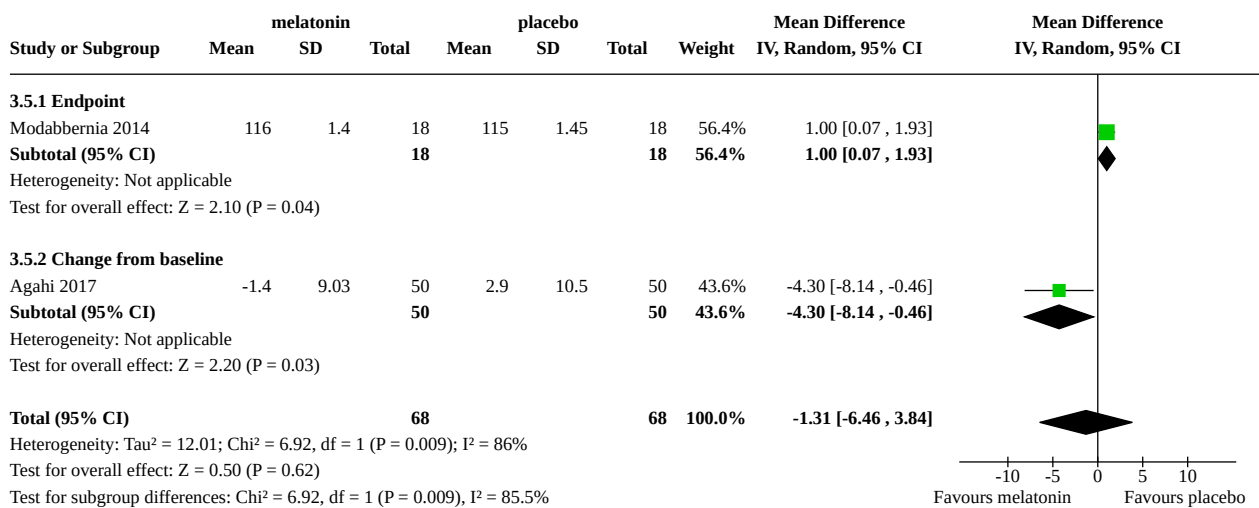 melatonin placebo Mean Difference Mean Difference
Study or Subgroup Mean SD Total Mean SD Total Weight IV, Random, 95% CI IV, Random, 95% CI
3.5.1 Endpoint
Modabbernia 2014 116 1.4 18 115 1.45 18 56.4% 1.00 [0.07 , 1.93]
Subtotal (95% CI) 18 18 56.4% 1.00 [0.07 , 1.93]
Heterogeneity: Not applicable
Test for overall effect: Z = 2.10 (P = 0.04)
3.5.2 Change from baseline
Agahi 2017 -1.4 9.03 50 2.9 10.5 50 43.6% -4.30 [-8.14 , -0.46]
Subtotal (95% CI) 50 50 43.6% -4.30 [-8.14 , -0.46]
Heterogeneity: Not applicable
Test for overall effect: Z = 2.20 (P = 0.03)
Total (95% CI) 68 68 100.0% -1.31 [-6.46 , 3.84]
Heterogeneity: Tau² = 12.01; Chi² = 6.92, df = 1 (P = 0.009); I² = 86%
Test for overall effect: Z = 0.50 (P = 0.62) -10 -5 0 5 10
Test for subgroup differences: Chi² = 6.92, df = 1 (P = 0.009), I² = 85.5% Favours melatonin Favours placebo